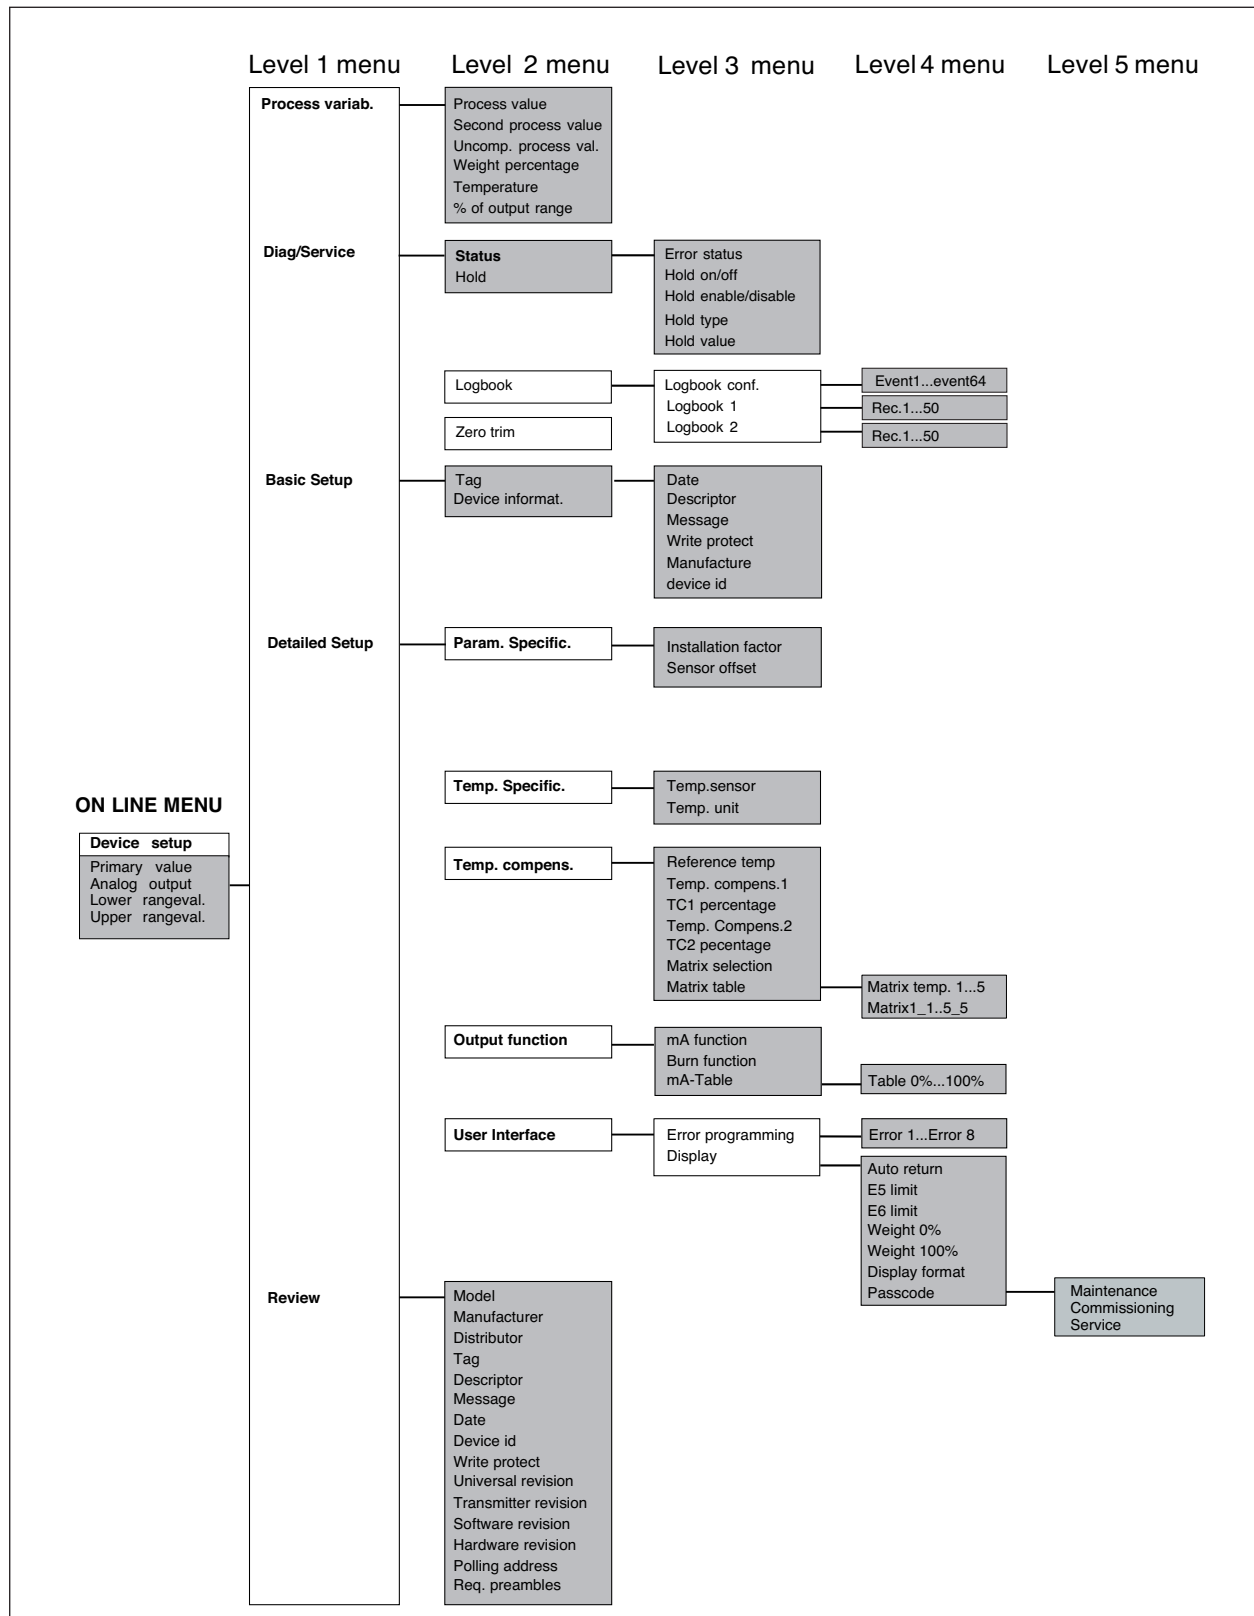 Level 1 menu
Level 2 menu
Level 3 menu
Level 4 menu
Level 5 menu
Process variab.
Process value
Second process value
Uncomp. process val.
Weight percentage
Temperature
% of output range
Diag/Service
Status
Hold
Error status
Hold on/off
Hold enable/disable
Hold type
Hold value
Logbook
Logbook conf.
Logbook 1
Logbook 2
Event1...event64
Rec.1...50
Rec.1...50
Zero trim
Basic Setup
Tag
Device informat.
Date
Descriptor
Message
Write protect
Manufacture
device id
Detailed Setup
Param. Specific.
Installation factor
Sensor offset
Temp. Specific.
Temp.sensor
Temp. unit
ON LINE MENU
Device setup
Primary value
Analog output
Lower rangeval.
Upper rangeval.
Temp. compens.
Reference temp
Temp. compens.1
TC1 percentage
Temp. Compens.2
TC2 pecentage
Matrix selection
Matrix table
Matrix temp. 1...5
Matrix1_1..5_5
Output function
mA function
Burn function
mA-Table
Table 0%...100%
User Interface
Error programming
Display
Error 1...Error 8
Auto return
E5 limit
E6 limit
Weight 0%
Weight 100%
Display format
Passcode
Maintenance
Commissioning
Service
Review
Model
Manufacturer
Distributor
Tag
Descriptor
Message
Date
Device id
Write protect
Universal revision
Transmitter revision
Software revision
Hardware revision
Polling address
Req. preambles